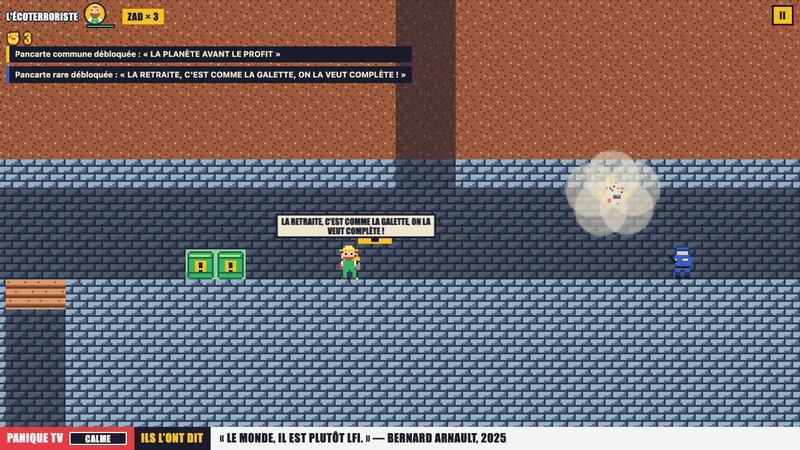 L'ÉCOTERRORISTE ZAD × 3
3
Pancarte commune débloquée : « LA PLANÈTE AVANT LE PROFIT »
Pancarte rare débloquée : « LA RETRAITE, C'EST COMME LA GALETTE, ON LA VEUT COMPLÈTE ! »
LA RETRAITE, C'EST COMME LA GALETTE, ON LA
VEUT COMPLÈTE !
PANIQUE TV CALME ILS L'ONT DIT « LE MONDE, IL EST PLUTÔT LFI. » — BERNARD ARNAULT, 2025